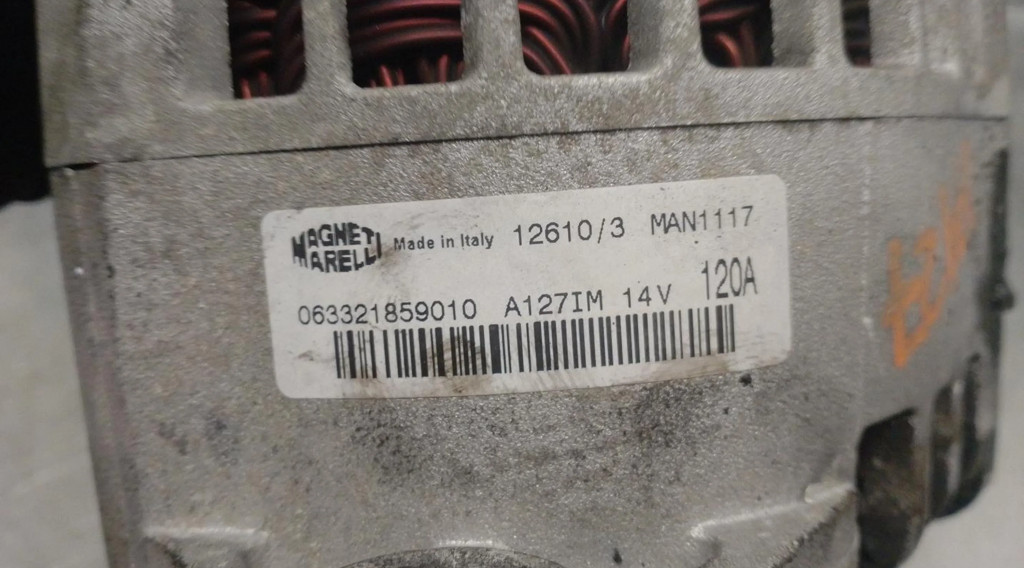 MAGNETI MARELLI Made in Italy 12610/3 MAN1117
063321859010 A127IM 14V 120A